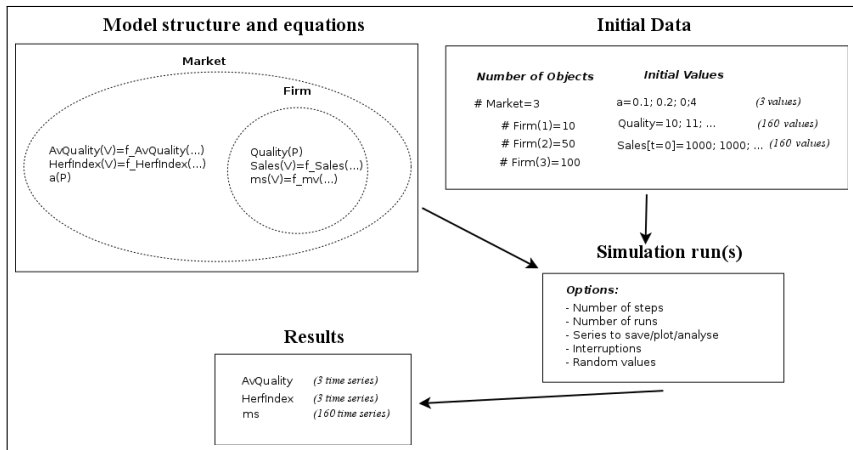 Model structure and equations
Market
Firm
AvQuality(V)=f_AvQuality(...)
HerfIndex(V)=f_HerfIndex(...)
a(P)
Quality(P)
Sales(V)=f_Sales(...)
ms(V)=f_mv(...)
Initial Data
Number of Objects
# Market=3
# Firm(1)=10
# Firm(2)=50
# Firm(3)=100
Initial Values
a=0.1; 0.2; 0;4 (3 values)
Quality=10; 11; ... (160 values)
Sales[t=0]=1000; 1000; ... (160 values)
Simulation run(s)
Options:
- Number of steps
- Number of runs
- Series to save/plot/analyse
- Interruptions
- Random values
Results
AvQuality (3 time series)
HerfIndex (3 time series)
ms (160 time series)